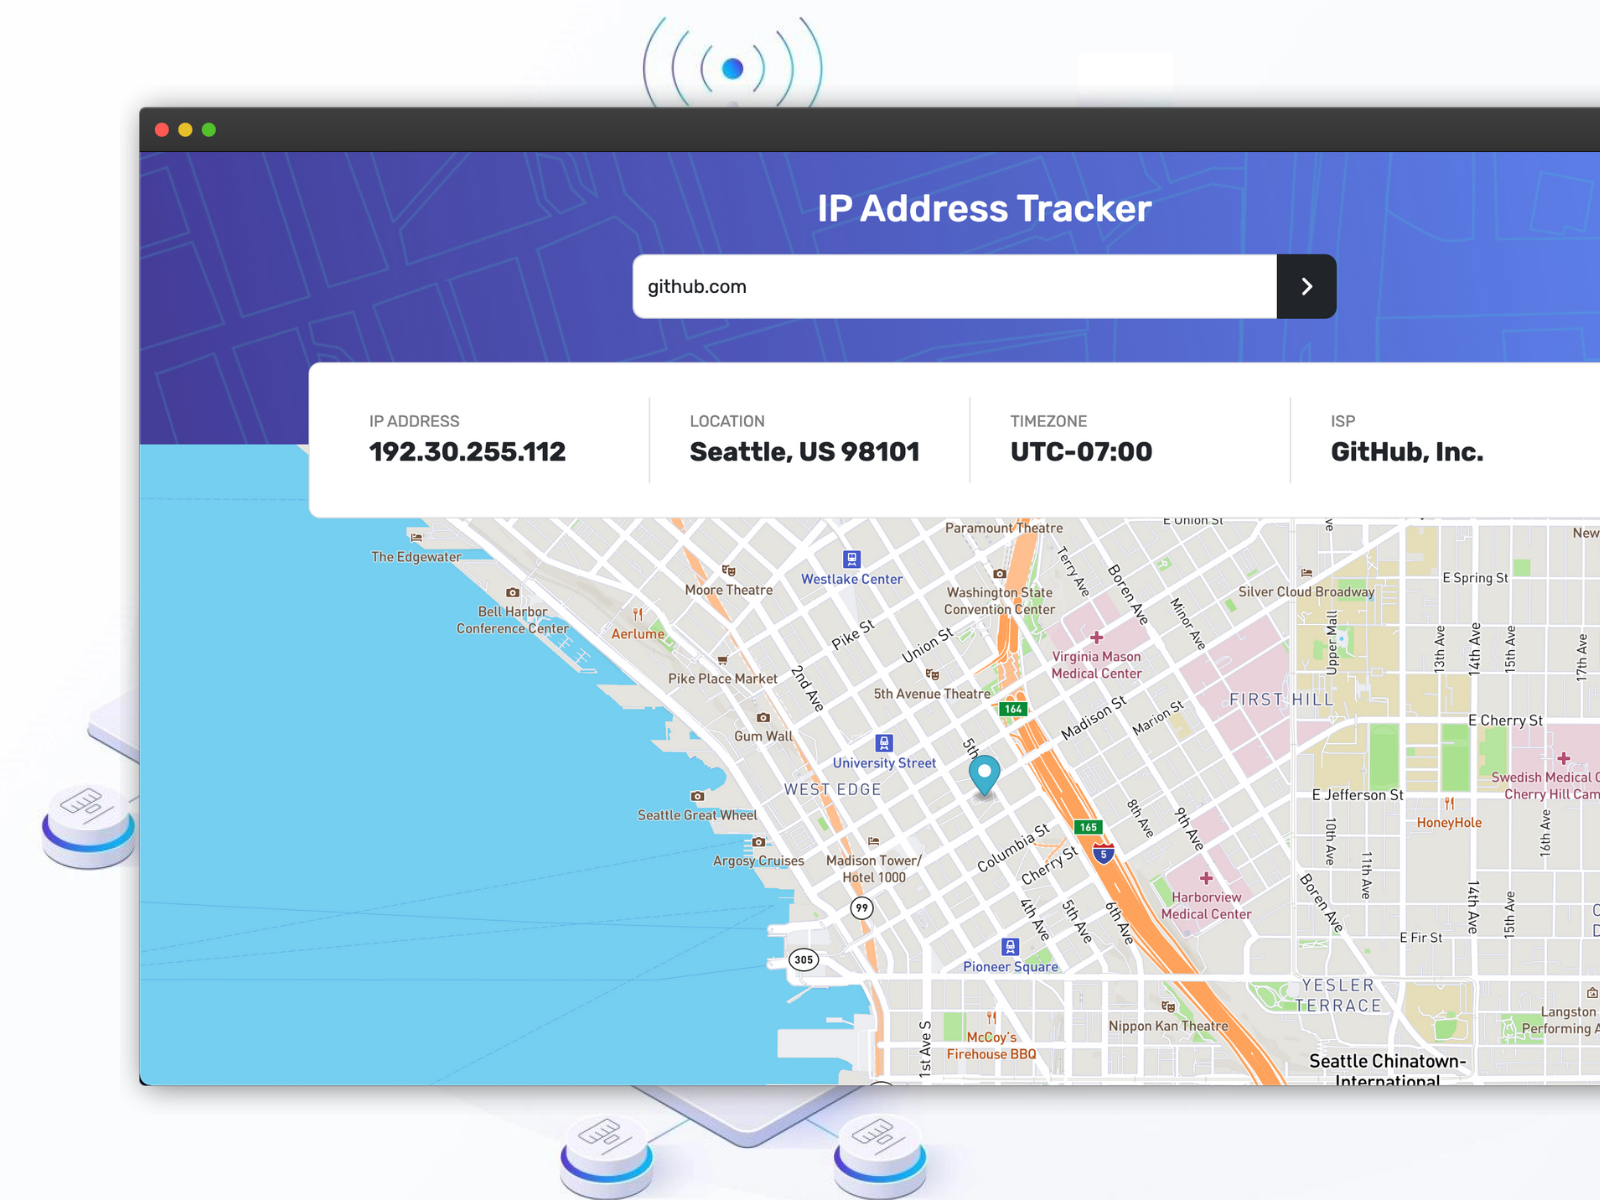 IP Address Tracker
github.com
IP ADDRESS
192.30.255.112
LOCATION
Seattle, US 98101
TIMEZONE
UTC-07:00
ISP
GitHub, Inc.
Paramount Theatre
E Union St
The Edgewater
Westlake Center
Moore Theatre
Bell Harbor
Conference Center
Aerlume
Washington State
Convention Center
Terry Ave
Boren Ave
Minor Ave
Silver Cloud Broadway
E Spring St
New
Upper Mall
13th Ave
14th Ave
15th Ave
17th Ave
Pike St
Union St
Virginia Mason
Medical Center
Pike Place Market
2nd Ave
5th Avenue Theatre
FIRST HILL
164
Madison St
Marion St
E Cherry St
Gum Wall
University Street
5th
WEST EDGE
Swedish Medical C
Cherry Hill Cam
E Jefferson St
Seattle Great Wheel
HoneyHole
165
8th Ave
9th Ave
10th Ave
11th Ave
16th Ave
Columbia St
Cherry St
5
Argosy Cruises
Madison Tower/
Hotel 1000
Harborview
Medical Center
Boren Ave
14th Ave
15th Ave
99
4th Ave
5th Ave
6th Ave
E Fir St
305
Pioneer Square
YESLER
TERRACE
Nippon Kan Theatre
Langston
Performing A
1st Ave S
McCoy's
Firehouse BBQ
Seattle Chinatown-
International